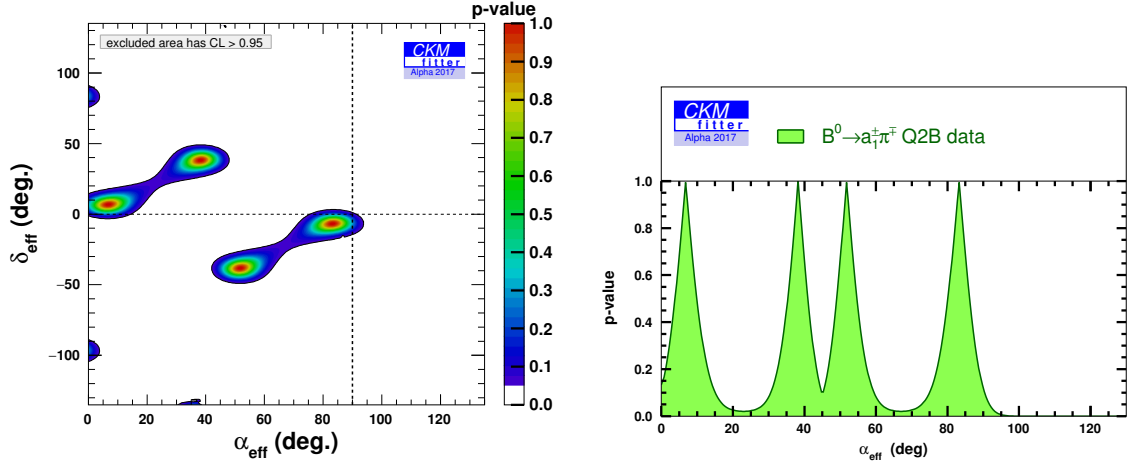 p-value
excluded area has CL > 0.95
CKM
fitter
Alpha 2017
100
50
0
−50
−100
δeff (deg.)
0 20 40 60 80 100 120
αeff (deg.)
1.0
0.9
0.8
0.7
0.6
0.5
0.4
0.3
0.2
0.1
0.0
CKM
fitter
Alpha 2017
B⁰→a₁±π∓ Q2B data
1.0
0.8
0.6
0.4
0.2
0.0
p-value
0 20 40 60 80 100 120
αeff (deg)